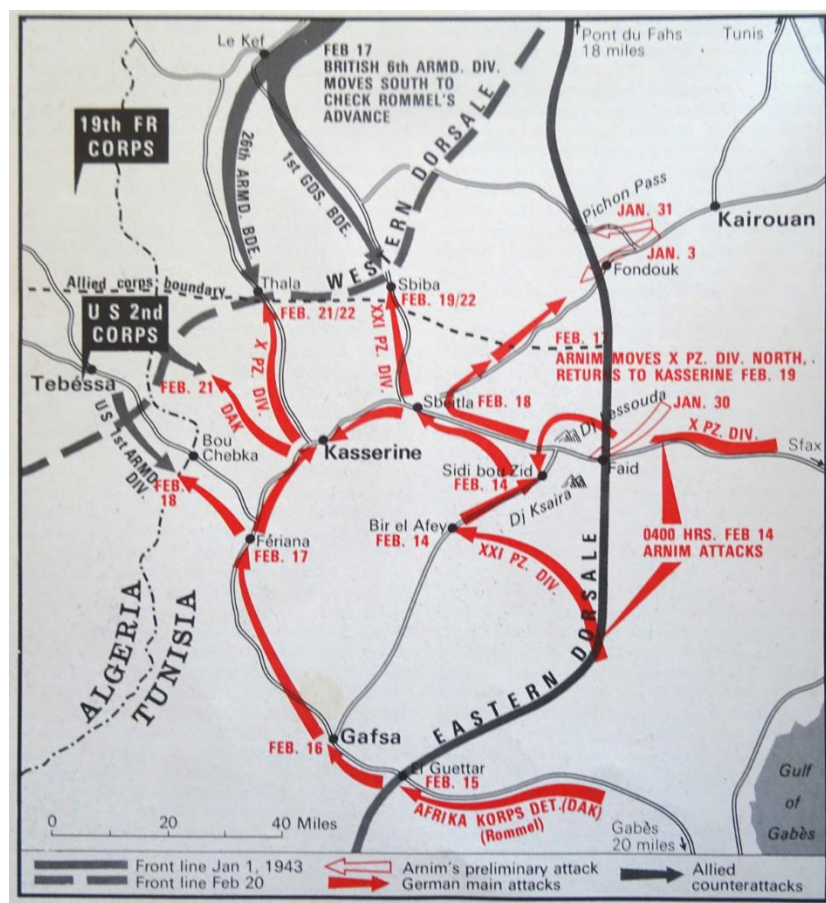 Le Kef
FEB 17
BRITISH 6th ARMD. DIV.
MOVES SOUTH TO
CHECK ROMMEL'S
ADVANCE
Pont du Fahs
18 miles
Tunis
19th FR
CORPS
26th ARMD. BDE.
1st GDS. BDE.
WESTERN DORSALE
Pichon Pass
JAN. 31
Kairouan
JAN. 3
Fondouk
Allied corps boundary
Thala
Sbiba
FEB. 21/22
FEB. 19/22
U S 2nd
CORPS
X PZ. DIV.
XXI PZ. DIV.
FEB. 17
ARNIM MOVES X PZ. DIV. NORTH,
RETURNS TO KASSERINE FEB. 19
Tebéssa
FEB. 21
DAK
Sbeitla
FEB. 18
Dj Lessouda
JAN. 30
US 1st ARMD.
DIV.
Bou
Chebka
Kasserine
X PZ. DIV.
Sfax
Sidi bou Zid
FEB. 14
Faid
Dj Ksaira
FEB.
18
Bir el Afey
FEB. 14
Fériana
FEB. 17
XXI PZ. DIV.
0400 HRS. FEB 14
ARNIM ATTACKS
ALGERIA
TUNISIA
EASTERN DORSALE
Gafsa
FEB. 16
El Guettar
FEB. 15
AFRIKA KORPS DET.(DAK)
(Rommel)
Gulf
of
Gabès
Gabès
20 miles
0 20 40 Miles
Front line Jan 1, 1943
Front line Feb 20
Arnim's preliminary attack
German main attacks
Allied
counterattacks